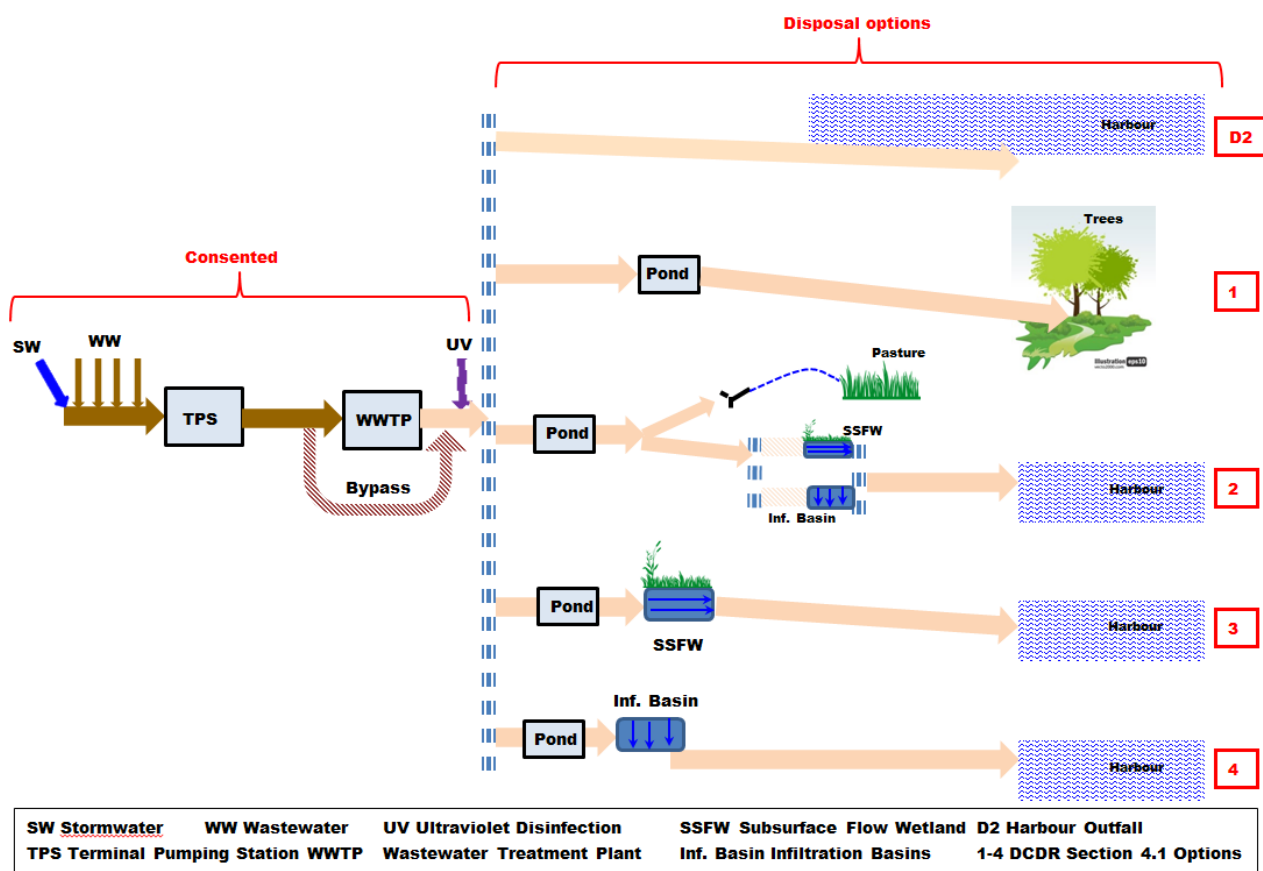 Disposal options
Harbour
D2
Trees
Consented
Pond
1
Illustration eps10
SW
WW
UV
Pasture
TPS
WWTP
Pond
SSFW
Bypass
Harbour
2
Inf. Basin
Pond
Harbour
3
SSFW
Inf. Basin
Pond
Harbour
4
SW Stormwater WW Wastewater UV Ultraviolet Disinfection SSFW Subsurface Flow Wetland D2 Harbour Outfall
TPS Terminal Pumping Station WWTP Wastewater Treatment Plant Inf. Basin Infiltration Basins 1-4 DCDR Section 4.1 Options